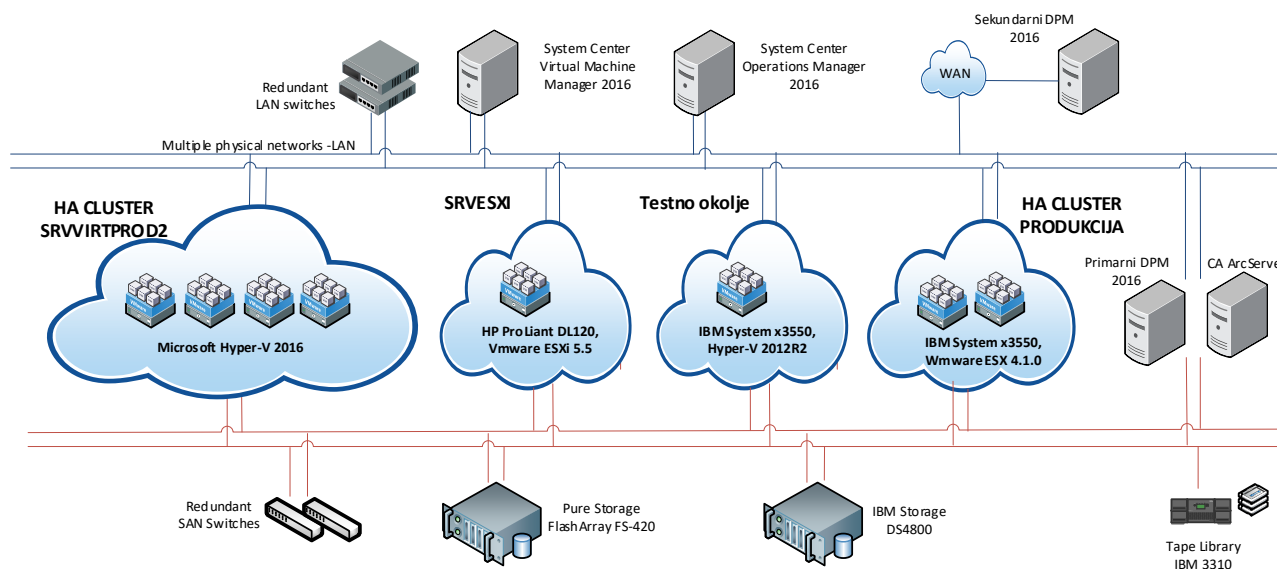 Sekundarni DPM
2016
System Center
Virtual Machine
Manager 2016
System Center
Operations Manager
2016
Redundant
LAN switches
WAN
Multiple physical networks -LAN
HA CLUSTER
SRVVIRTPROD2
SRVESXI
Testno okolje
HA CLUSTER
PRODUKCIJA
Primarni DPM
2016
CA ArcServe
Microsoft Hyper-V 2016
HP ProLiant DL120,
Vmware ESXi 5.5
IBM System x3550,
Hyper-V 2012R2
IBM System x3550,
Wmware ESX 4.1.0
Redundant
SAN Switches
Pure Storage
FlashArray FS-420
IBM Storage
DS4800
Tape Library
IBM 3310